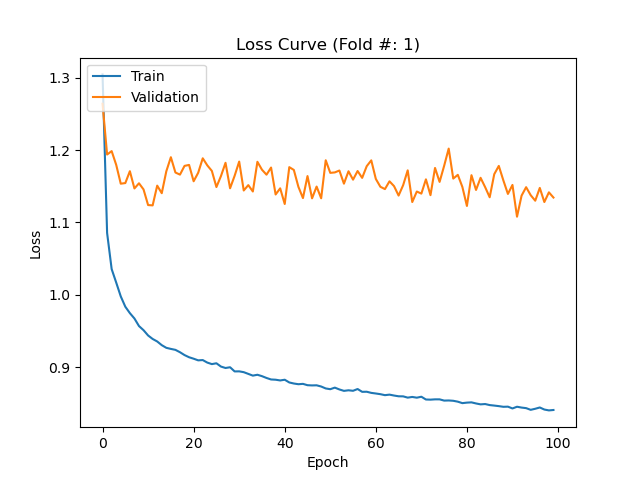 Loss Curve (Fold #: 1)
Train
Validation
1.3
1.2
1.1
1.0
0.9
Loss
0 20 40 60 80 100
Epoch